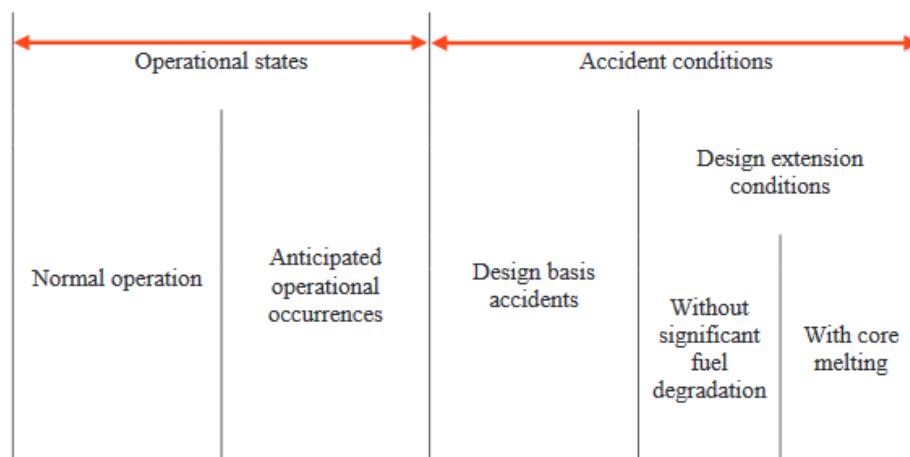 Operational states
Accident conditions
Normal operation
Anticipated
operational
occurrences
Design basis
accidents
Design extension
conditions
Without
significant
fuel
degradation
With core
melting